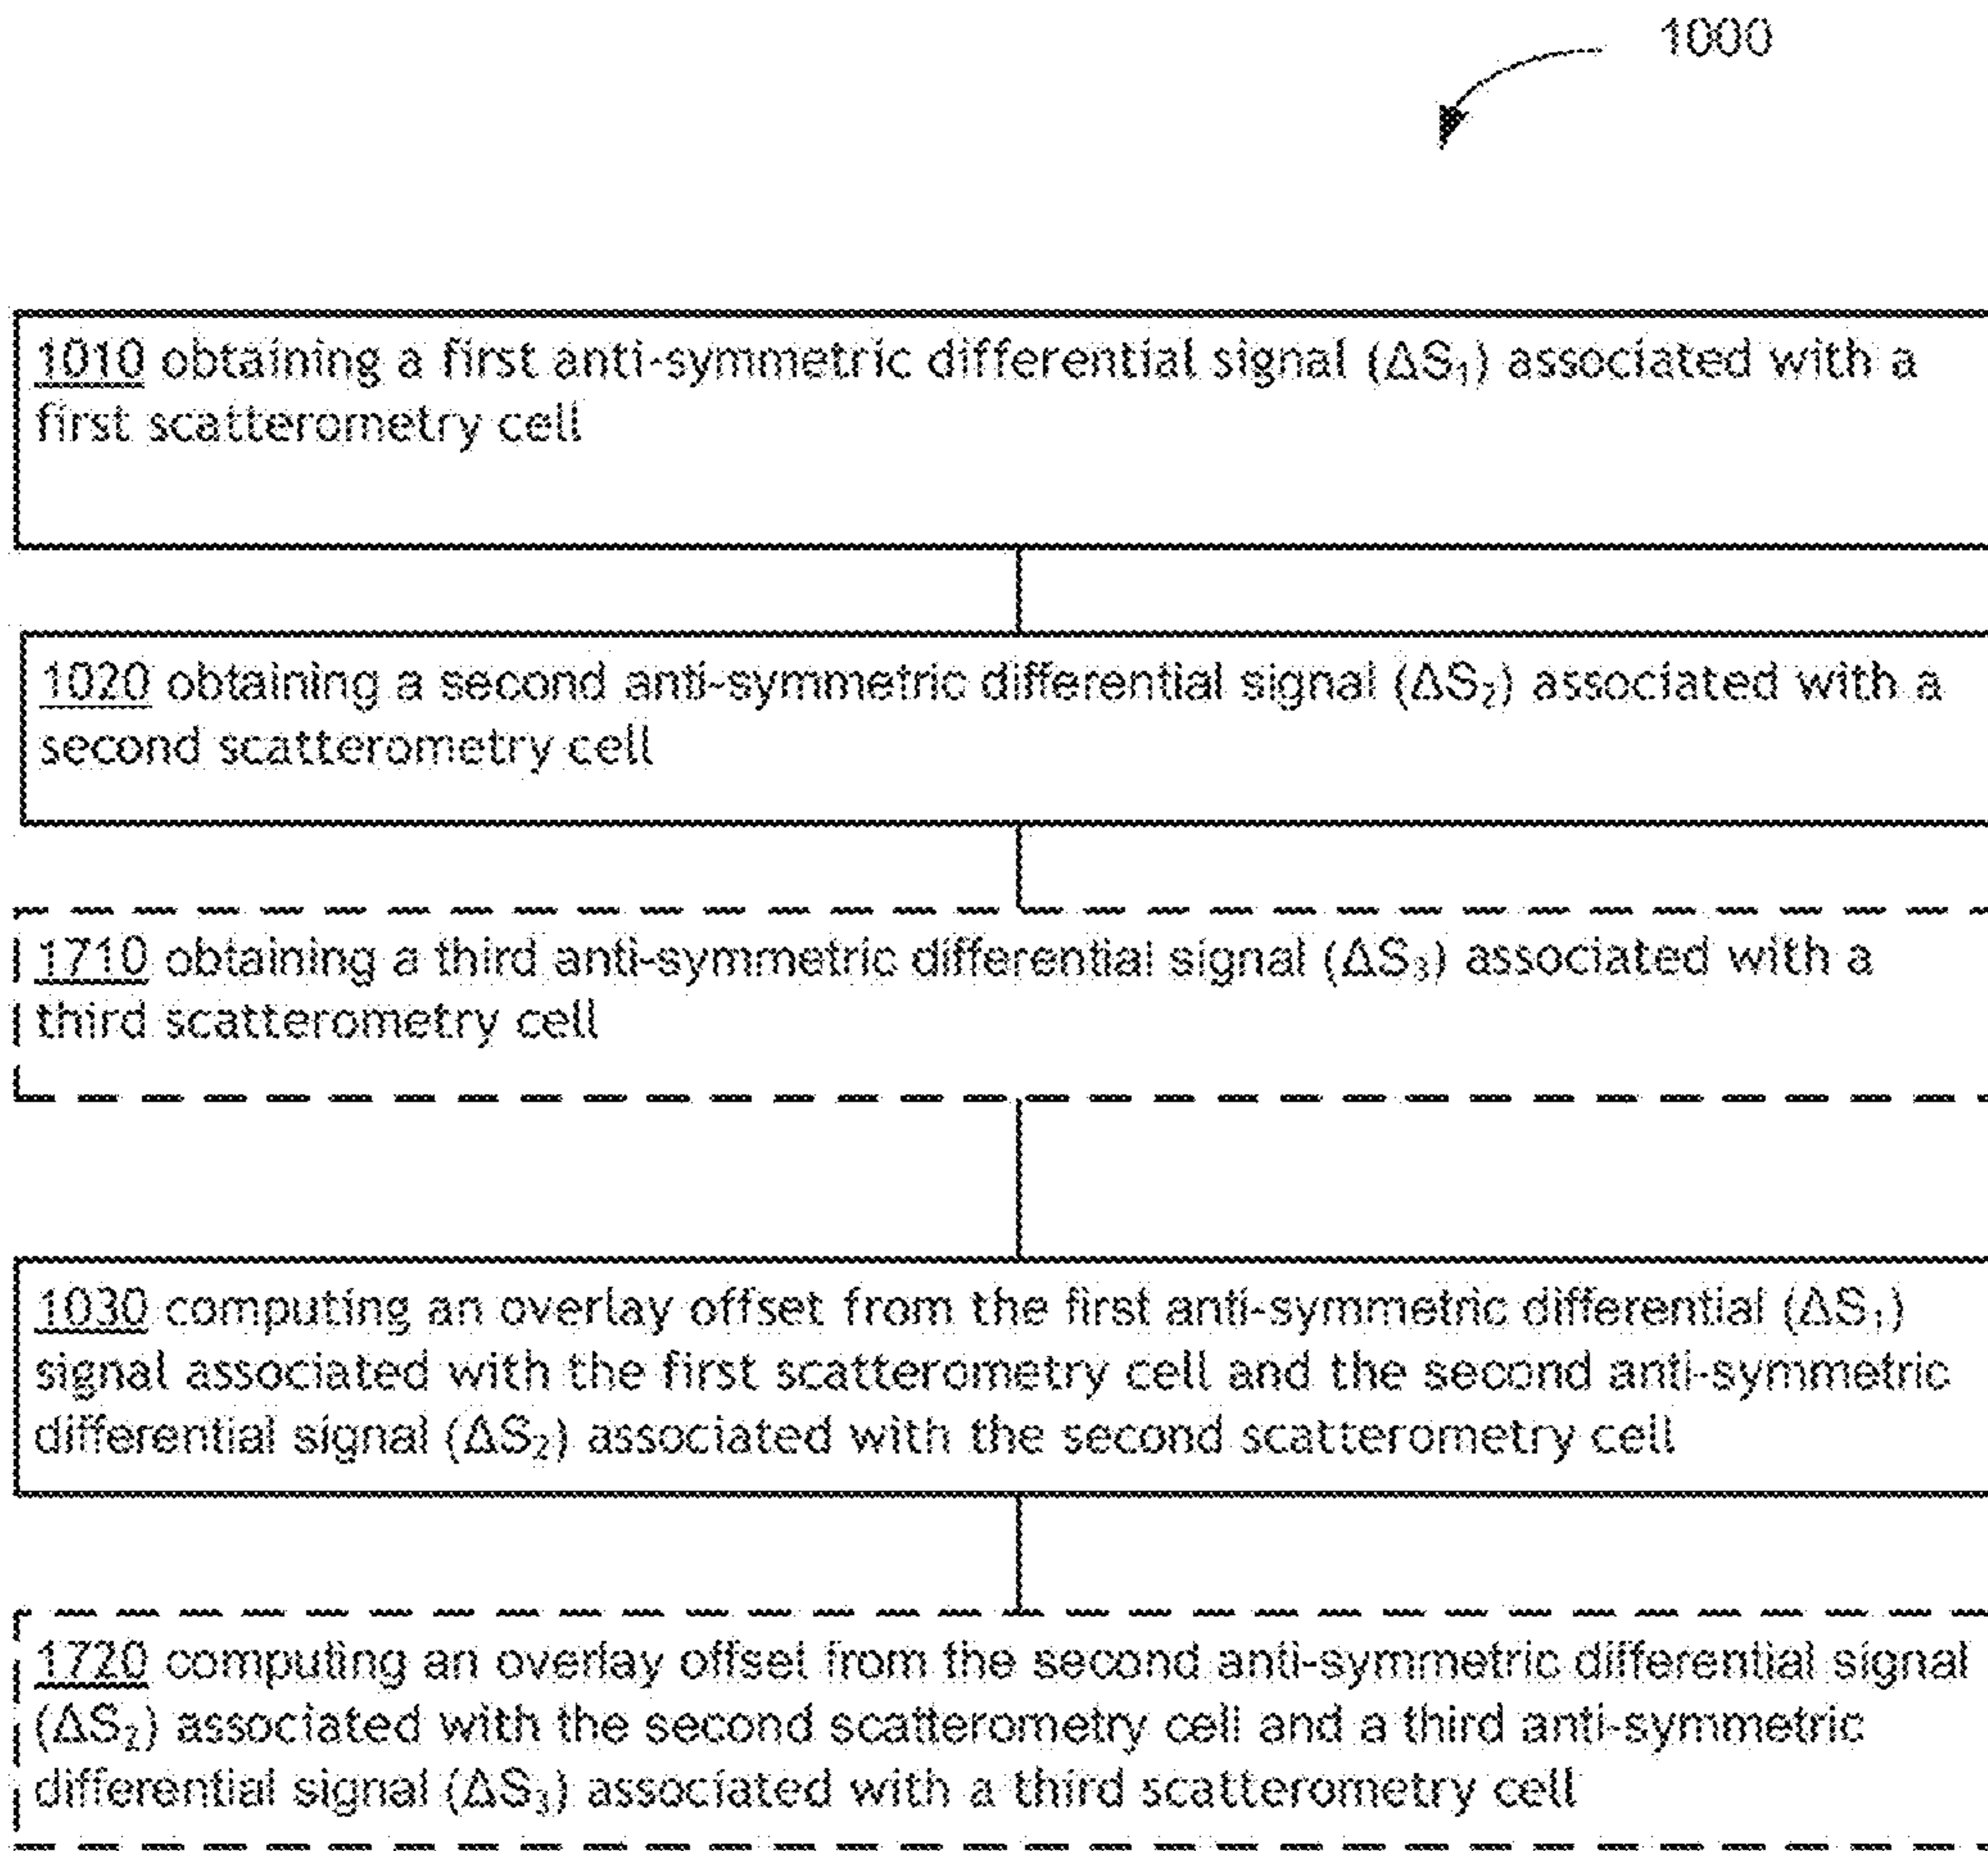 1000
1010 obtaining a first anti-symmetric differential signal (ΔS₁) associated with a
first scatterometry cell
1020 obtaining a second anti-symmetric differential signal (ΔS₂) associated with a
second scatterometry cell
1710 obtaining a third anti-symmetric differential signal (ΔS₃) associated with a
third scatterometry cell
1030 computing an overlay offset from the first anti-symmetric differential (ΔS₁)
signal associated with the first scatterometry cell and the second anti-symmetric
differential signal (ΔS₂) associated with the second scatterometry cell
1720 computing an overlay offset from the second anti-symmetric differential signal
(ΔS₂) associated with the second scatterometry cell and a third anti-symmetric
differential signal (ΔS₃) associated with a third scatterometry cell